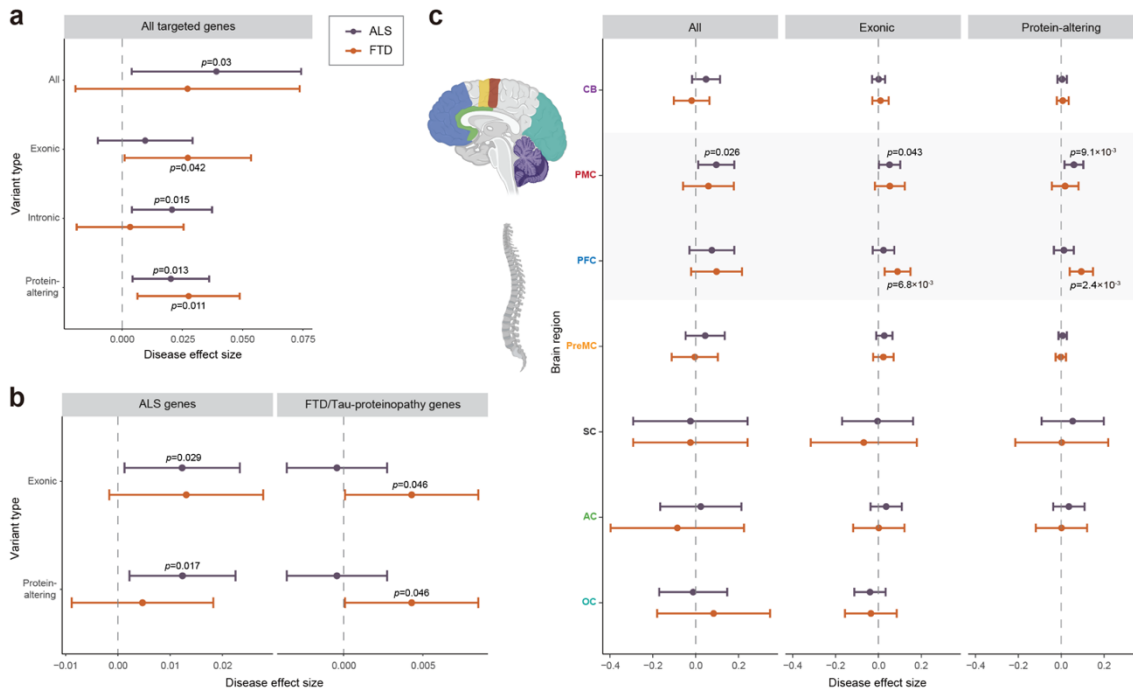 a
All targeted genes
ALS
FTD
Variant type
All
Exonic
Intronic
Protein-
altering
p=0.03
p=0.042
p=0.015
p=0.013
p=0.011
0.000
0.025
0.050
0.075
Disease effect size
b
ALS genes
FTD/Tau-proteinopathy genes
Variant type
Exonic
Protein-
altering
p=0.029
p=0.046
p=0.017
p=0.046
−0.01
0.00
0.01
0.02
0.000
0.005
Disease effect size
c
All
Exonic
Protein-altering
Brain region
CB
PMC
p=0.026
p=0.043
p=9.1×10⁻³
PFC
p=6.8×10⁻³
p=2.4×10⁻³
PreMC
SC
AC
OC
−0.4
−0.2
0.0
0.2
−0.4
−0.2
0.0
0.2
−0.4
−0.2
0.0
0.2
Disease effect size